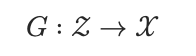 G : 𝒵 → 𝒳